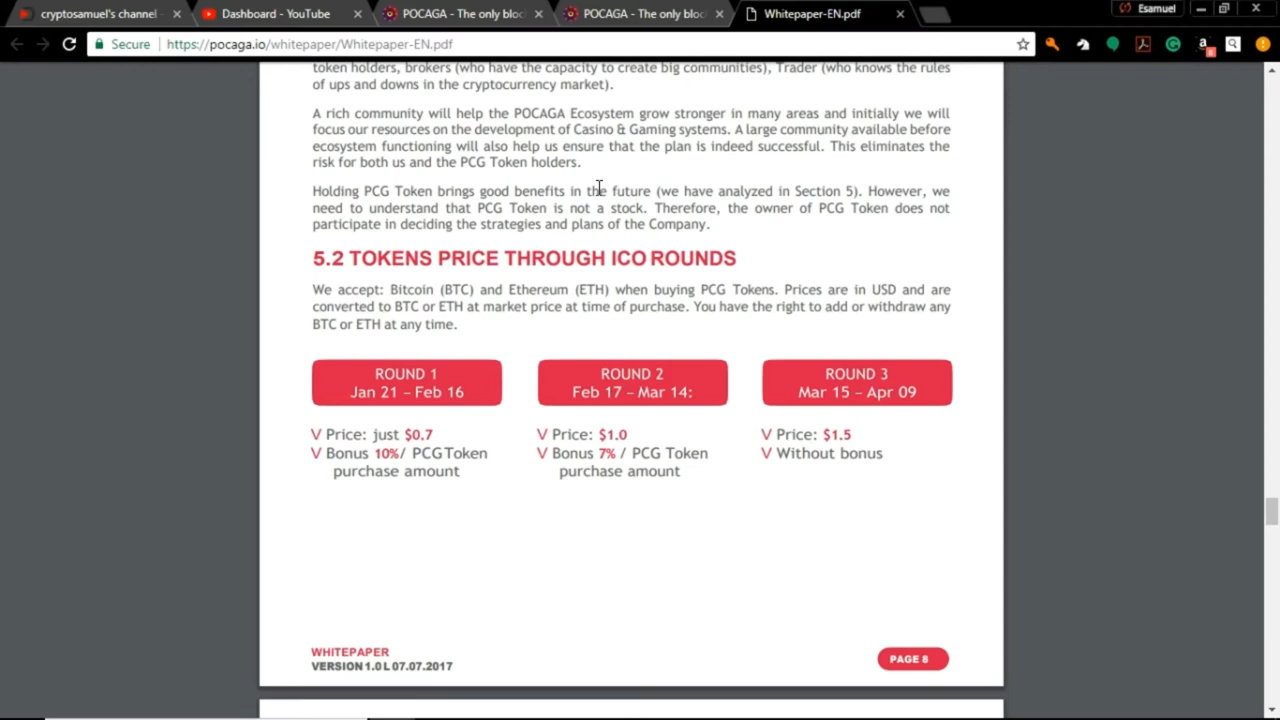 cryptosamuel's channel -
Dashboard - YouTube
POCAGA - The only bloc
POCAGA - The only bloc
Whitepaper-EN.pdf
Esamuel
Secure
https://pocaga.io/whitepaper/Whitepaper-EN.pdf
token holders, brokers (who have the capacity to create big communities), Trader (who knows the rules
of ups and downs in the cryptocurrency market).
A rich community will help the POCAGA Ecosystem grow stronger in many areas and initially we will
focus our resources on the development of Casino & Gaming systems. A large community available before
ecosystem functioning will also help us ensure that the plan is indeed successful. This eliminates the
risk for both us and the PCG Token holders.
Holding PCG Token brings good benefits in the future (we have analyzed in Section 5). However, we
need to understand that PCG Token is not a stock. Therefore, the owner of PCG Token does not
participate in deciding the strategies and plans of the Company.
5.2 TOKENS PRICE THROUGH ICO ROUNDS
We accept: Bitcoin (BTC) and Ethereum (ETH) when buying PCG Tokens. Prices are in USD and are
converted to BTC or ETH at market price at time of purchase. You have the right to add or withdraw any
BTC or ETH at any time.
ROUND 1
Jan 21 – Feb 16
V Price: just $0.7
V Bonus 10%/ PCG Token
purchase amount
ROUND 2
Feb 17 – Mar 14:
V Price: $1.0
V Bonus 7% / PCG Token
purchase amount
ROUND 3
Mar 15 – Apr 09
V Price: $1.5
V Without bonus
WHITEPAPER
VERSION 1.0 L 07.07.2017
PAGE 8